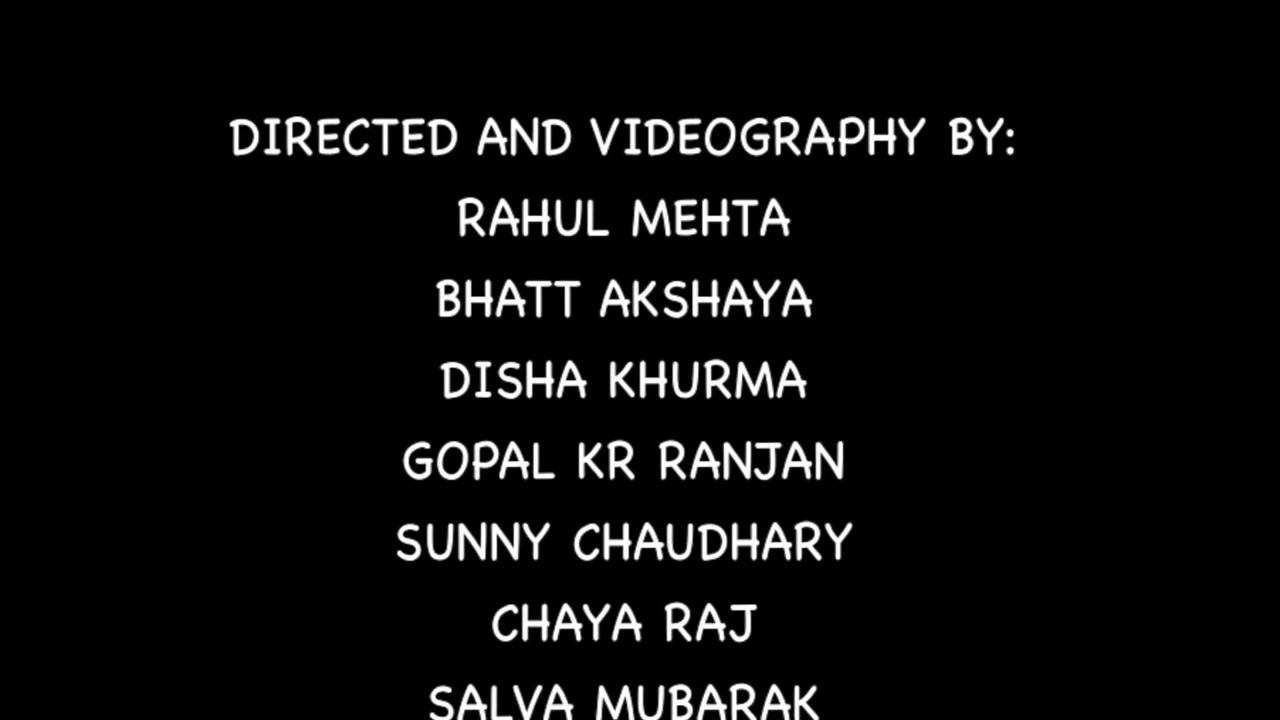 DIRECTED AND VIDEOGRAPHY BY:
RAHUL MEHTA
BHATT AKSHAYA
DISHA KHURMA
GOPAL KR RANJAN
SUNNY CHAUDHARY
CHAYA RAJ
SALVA MUBARAK